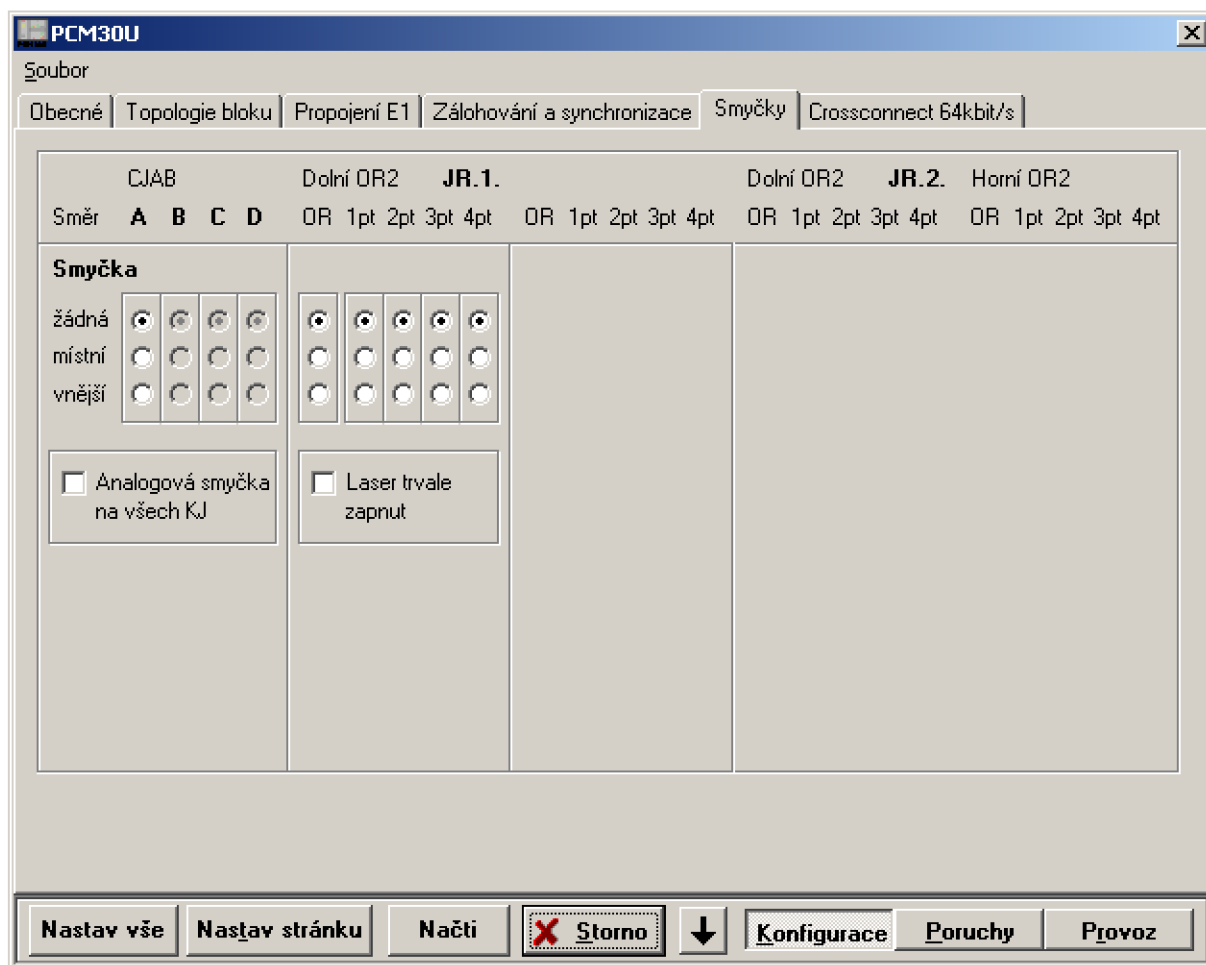 PCM30U
Soubor
Obecné Topologie bloku Propojení E1 Zálohování a synchronizace Smyčky Crossconnect 64kbit/s
CJAB Dolní OR2 JR.1. Dolní OR2 JR.2. Horní OR2
Směr A B C D OR 1pt 2pt 3pt 4pt OR 1pt 2pt 3pt 4pt OR 1pt 2pt 3pt 4pt OR 1pt 2pt 3pt 4pt
Smyčka
žádná
místní
vnější
Analogová smyčka Laser trvale
na všech KJ zapnut
Nastav vše Nastav stránku Načti Storno Konfigurace Poruchy Provoz